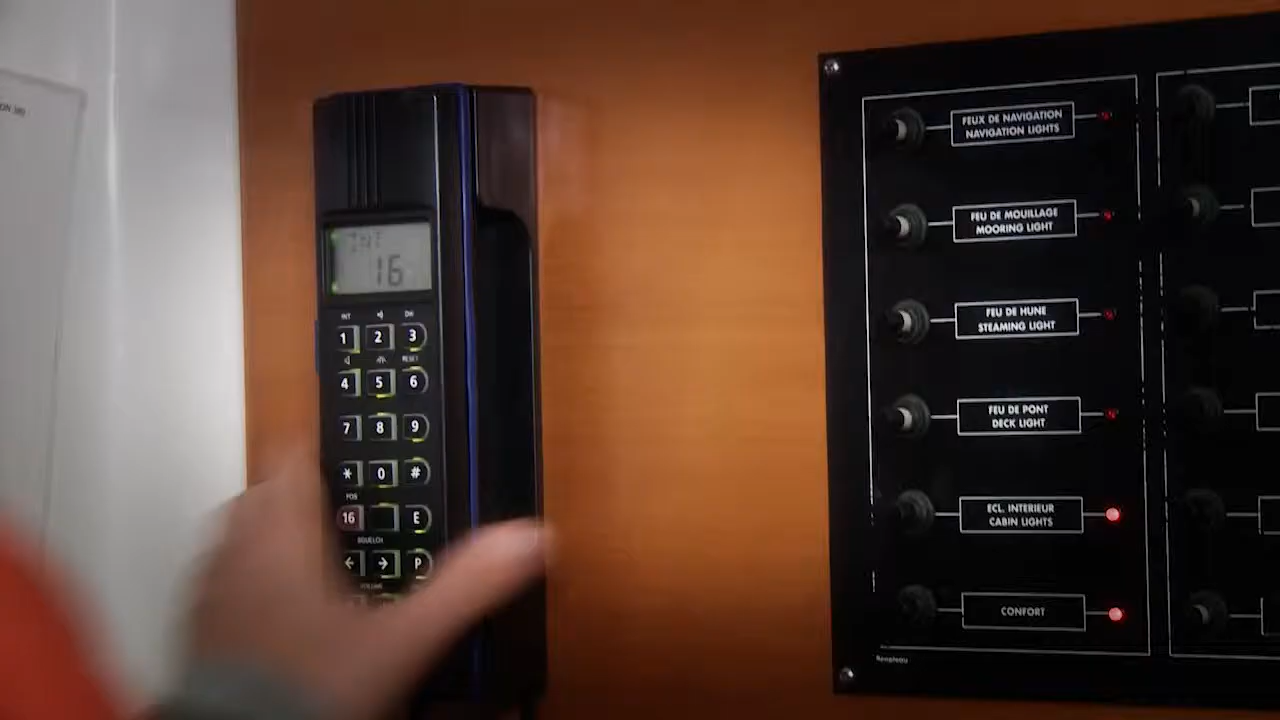 INT
16
INT DW
1 2 3
RESET
4 5 6
7 8 9
* 0 #
16 E
SQUELCH
← → P
VOLUME
FEUX DE NAVIGATION
NAVIGATION LIGHTS
FEU DE MOUILLAGE
MOORING LIGHT
FEU DE HUNE
STEAMING LIGHT
FEU DE PONT
DECK LIGHT
ECL. INTERIEUR
CABIN LIGHTS
CONFORT